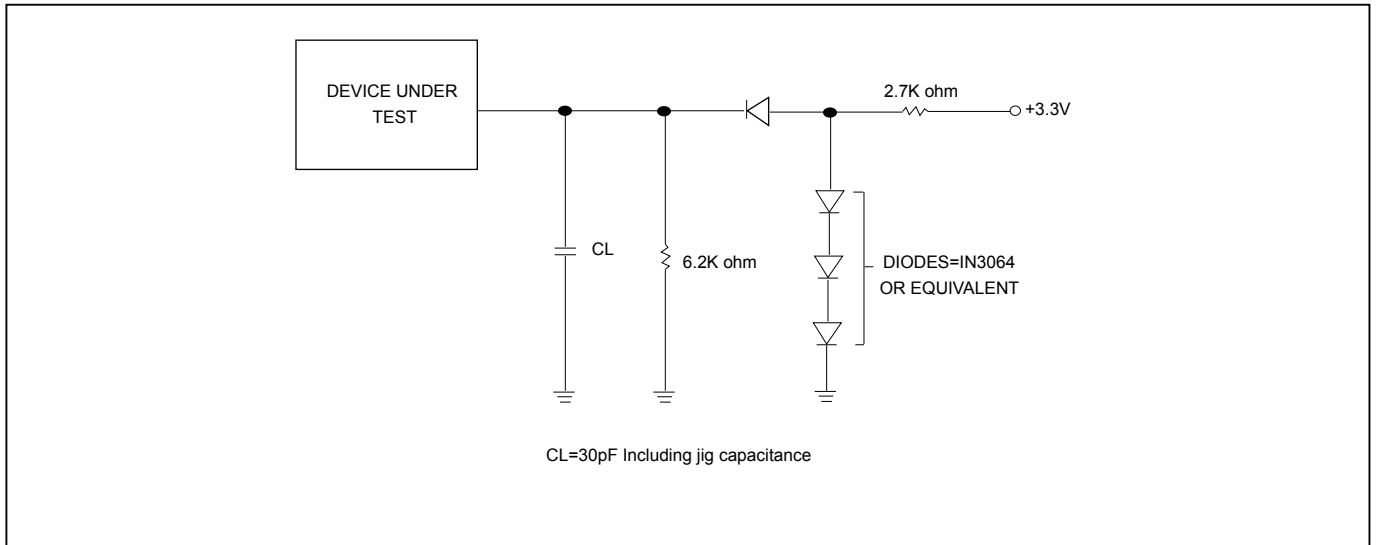 DEVICE UNDER
TEST
2.7K ohm
+3.3V
CL
6.2K ohm
DIODES=IN3064
OR EQUIVALENT
CL=30pF Including jig capacitance